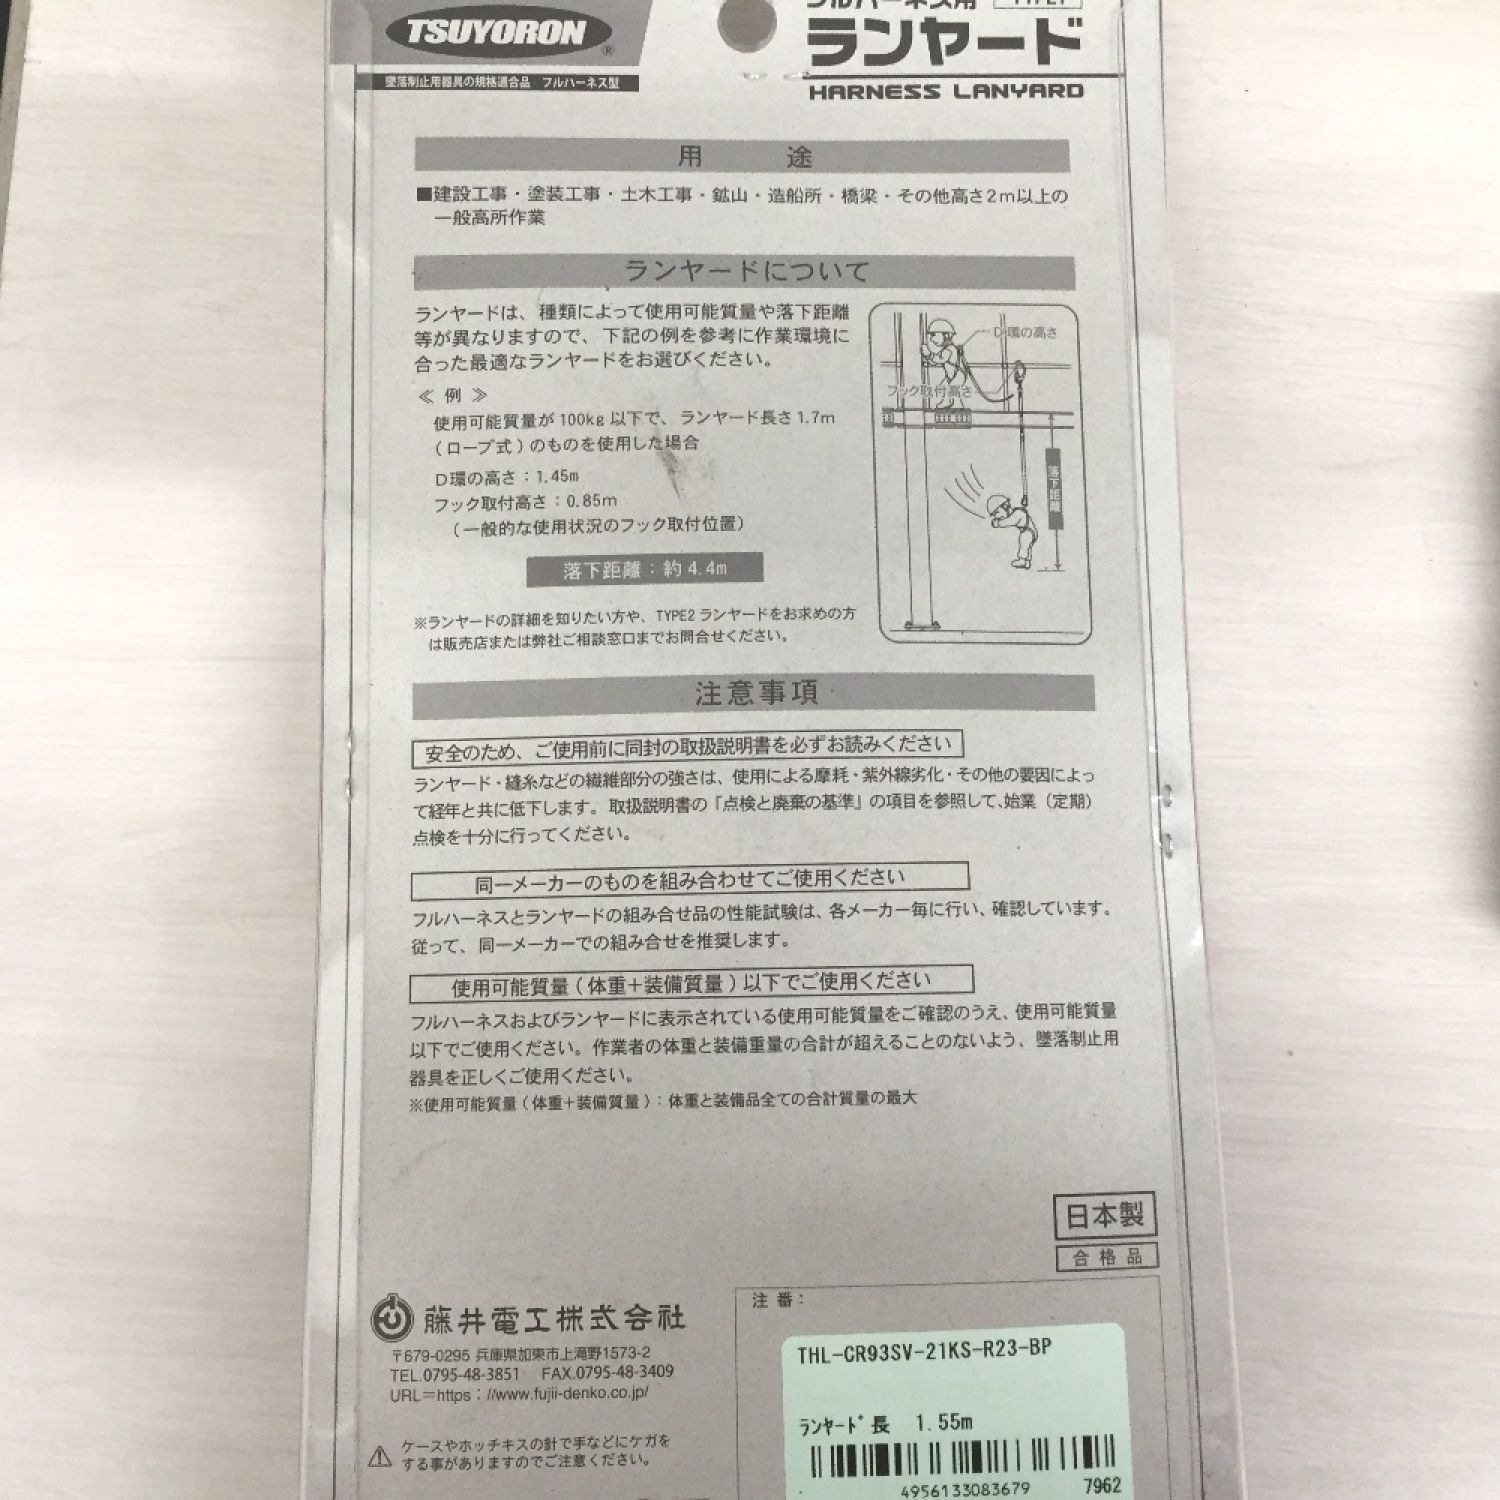 TSUYORON ®
墜落制止用器具の規格適合品 フルハーネス型
フルハーネス用 TYPE1
ランヤード
HARNESS LANYARD
用 途
■建設工事・塗装工事・土木工事・鉱山・造船所・橋梁・その他高さ2m以上の
一般高所作業
ランヤードについて
ランヤードは、種類によって使用可能質量や落下距離
等が異なりますので、下記の例を参考に作業環境に
合った最適なランヤードをお選びください。
≪ 例 ≫
使用可能質量が100kg以下で、ランヤード長さ1.7m
(ロープ式)のものを使用した場合
D環の高さ：1.45m
フック取付高さ：0.85m
(一般的な使用状況のフック取付位置)
落下距離：約4.4m
※ランヤードの詳細を知りたい方や、TYPE2ランヤードをお求めの方
は販売店または弊社ご相談窓口までお問合せください。
D環の高さ
フック取付高さ
落下距離
注意事項
安全のため、ご使用前に同封の取扱説明書を必ずお読みください
ランヤード・縫糸などの繊維部分の強さは、使用による摩耗・紫外線劣化・その他の要因によっ
て経年と共に低下します。取扱説明書の「点検と廃棄の基準」の項目を参照して、始業（定期）
点検を十分に行ってください。
同一メーカーのものを組み合わせてご使用ください
フルハーネスとランヤードの組み合せ品の性能試験は、各メーカー毎に行い、確認しています。
従って、同一メーカーでの組み合せを推奨します。
使用可能質量(体重+装備質量)以下でご使用ください
フルハーネスおよびランヤードに表示されている使用可能質量をご確認のうえ、使用可能質量
以下でご使用ください。作業者の体重と装備重量の合計が超えることのないよう、墜落制止用
器具を正しくご使用ください。
※使用可能質量(体重+装備質量)：体重と装備品全ての合計質量の最大
日本製
合格品
藤井電工株式会社
〒679-0295 兵庫県加東市上滝野1573-2
TEL.0795-48-3851 FAX.0795-48-3409
URL=https：//www.fujii-denko.co.jp/
ケースやホッチキスの針で手などにケガを
する事がありますのでご注意ください。
注 番：
THL-CR93SV-21KS-R23-BP
ﾗﾝﾔｰﾄﾞ長 1.55m
4956133083679 7962